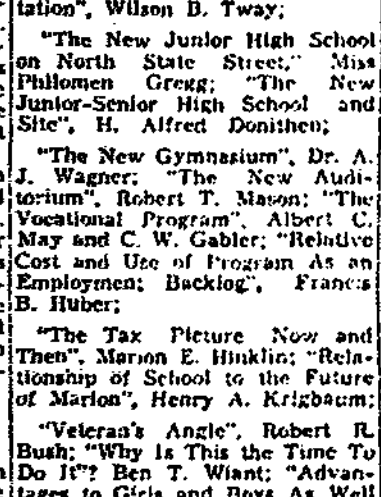 tation", Wilson B. Tway;
"The New Junior High School
on North State Street," Miss
Philomen Gregg; "The New
Junior-Senior High School and
Site", H. Alfred Donithen;
"The New Gymnasium", Dr. A.
J. Wagner; "The New Audi-
torium", Robert T. Mason; "The
Vocational Program", Albert C.
May and C. W. Gabler; "Relative
Cost and Use of Program As an
Employment Backlog", Francis
B. Huber;
"The Tax Picture Now and
Then", Marion E. Hinklin; "Rela-
tionship of School to the Future
of Marion", Henry A. Krigbaum;
"Veteran's Angle", Robert R.
Bush; "Why Is This the Time To
Do It"? Ben T. Wiant; "Advan-
tages to Girls and Boys As Well